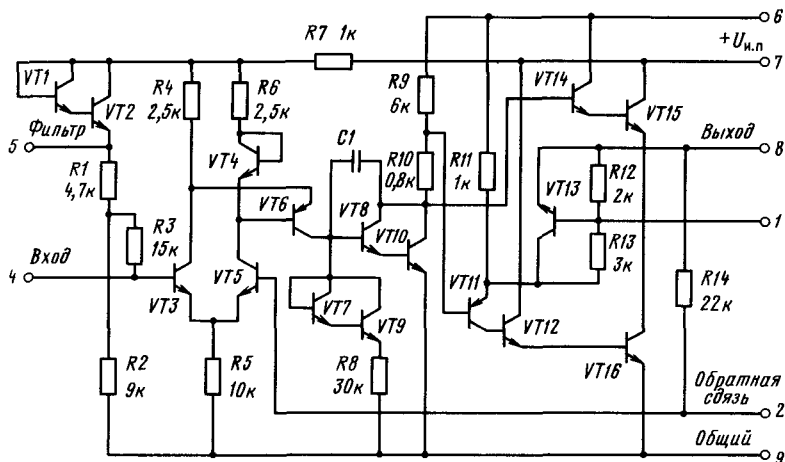 R7 1к
6
+Uи.п
7
VT1
VT2
R4
2,5к
R6
2,5к
R9
6к
VT14
VT15
Фильтр
5
R1
4,7к
VT4
C1
R10
0,8к
R11
1к
VT13
R12
2к
Выход
8
R3
15к
VT6
VT8
VT10
1
Вход
4
VT3
VT5
VT7
VT9
VT11
VT12
R13
3к
R14
22к
R2
9к
R5
10к
R8
30к
VT16
Обратная
связь
2
Общий
9